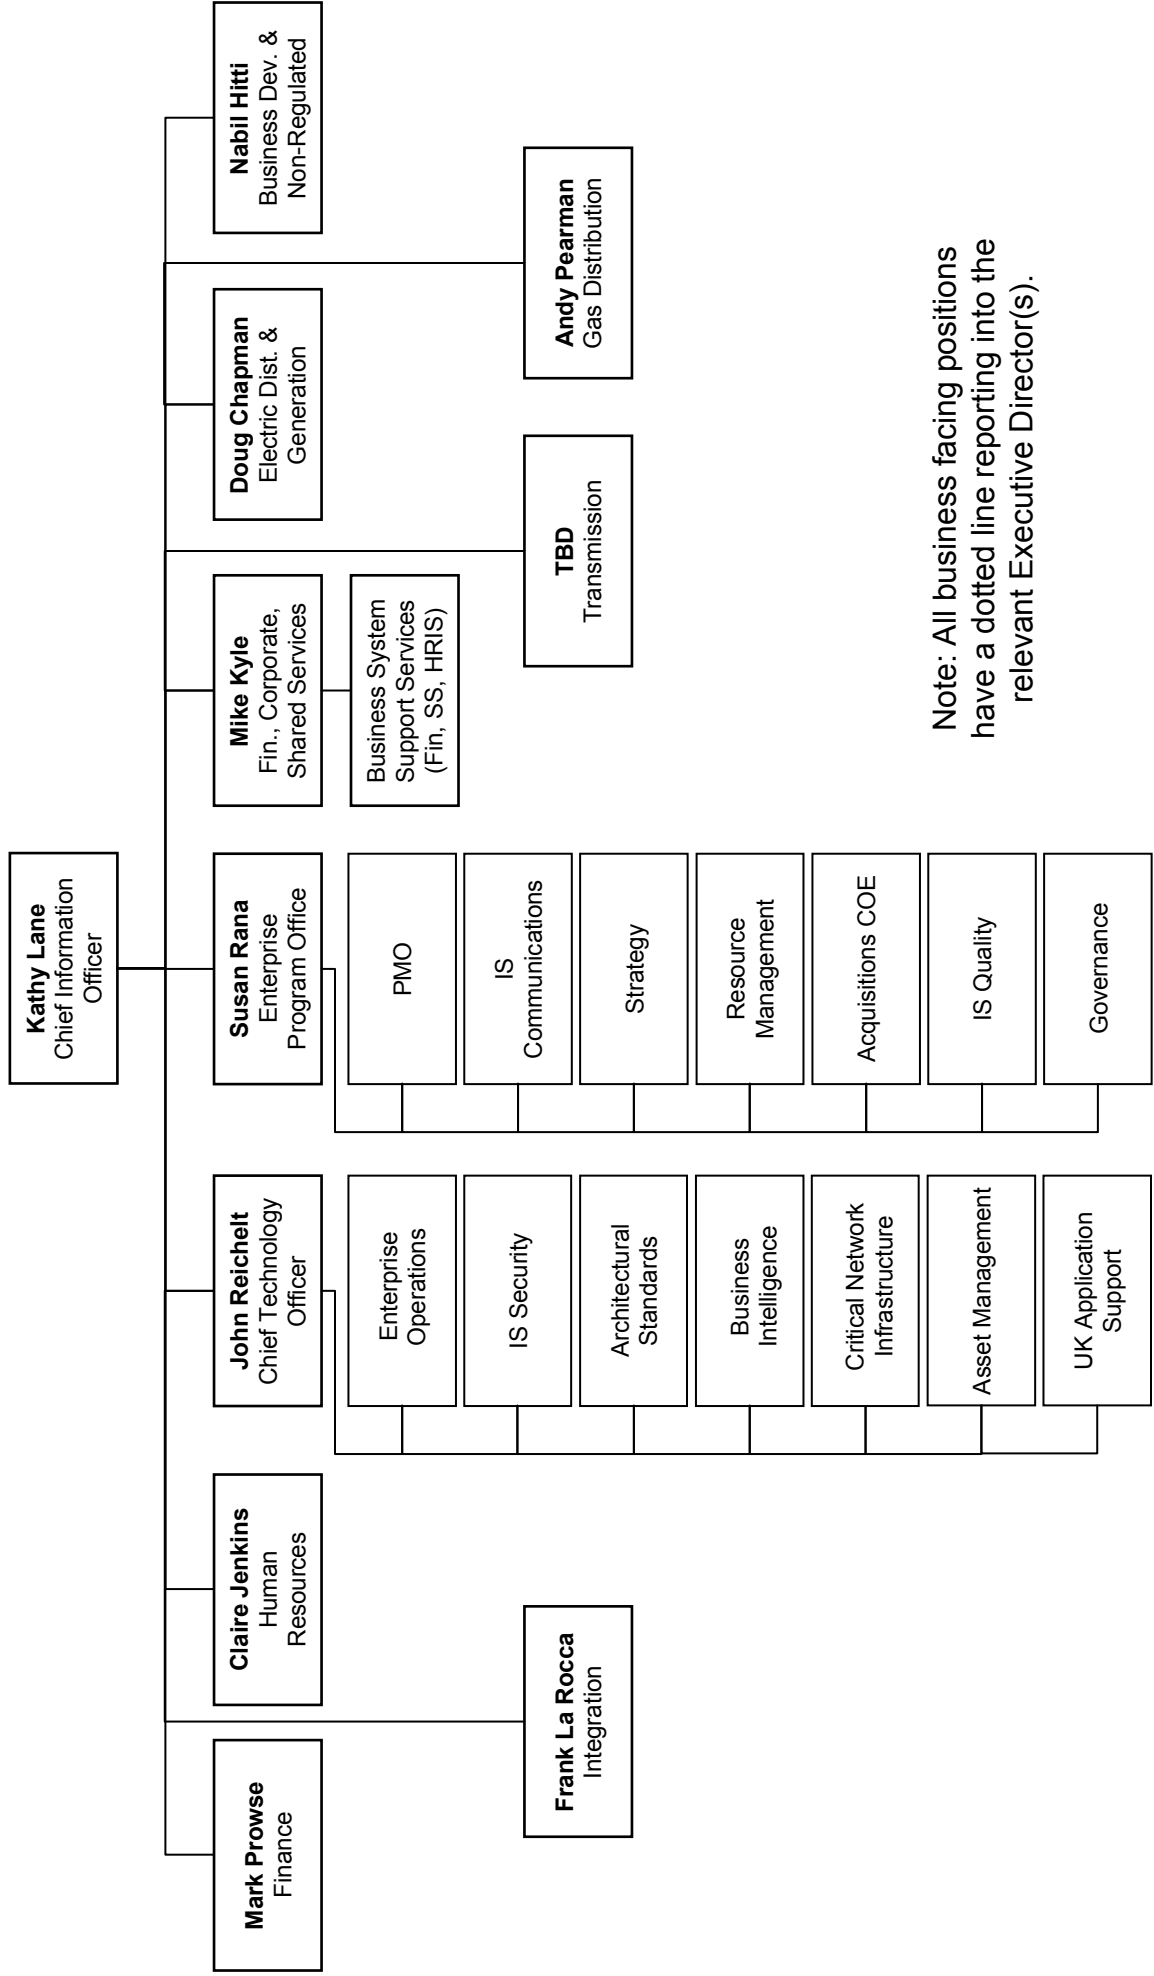 Kathy Lane
Chief Information
Officer
Mark Prowse
Finance
Claire Jenkins
Human
Resources
John Reichelt
Chief Technology
Officer
Susan Rana
Enterprise
Program Office
Mike Kyle
Fin., Corporate,
Shared Services
Doug Chapman
Electric Dist. &
Generation
Nabil Hitti
Business Dev. &
Non-Regulated
Frank La Rocca
Integration
Enterprise
Operations
IS Security
Architectural
Standards
Business
Intelligence
Critical Network
Infrastructure
Asset Management
UK Application
Support
PMO
IS
Communications
Strategy
Resource
Management
Acquisitions COE
IS Quality
Governance
Business System
Support Services
(Fin, SS, HRIS)
TBD
Transmission
Andy Pearman
Gas Distribution
Note: All business facing positions
have a dotted line reporting into the
relevant Executive Director(s).